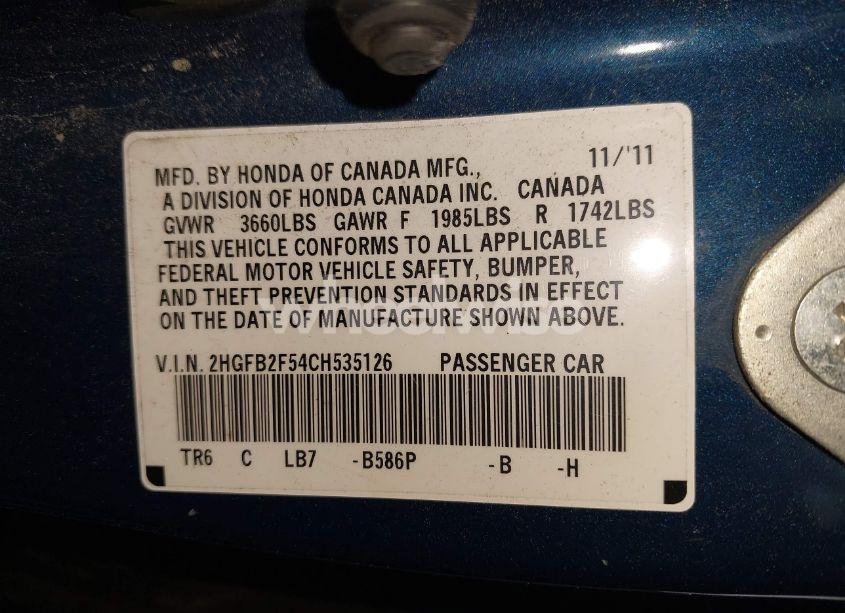 11/'11
MFD. BY HONDA OF CANADA MFG.,
A DIVISION OF HONDA CANADA INC. CANADA
GVWR 3660LBS GAWR F 1985LBS R 1742LBS
THIS VEHICLE CONFORMS TO ALL APPLICABLE
FEDERAL MOTOR VEHICLE SAFETY, BUMPER,
AND THEFT PREVENTION STANDARDS IN EFFECT
ON THE DATE OF MANUFACTURE SHOWN ABOVE.
V.I.N. 2HGFB2F54CH535126 PASSENGER CAR
TR6 C LB7 -B586P -B -H